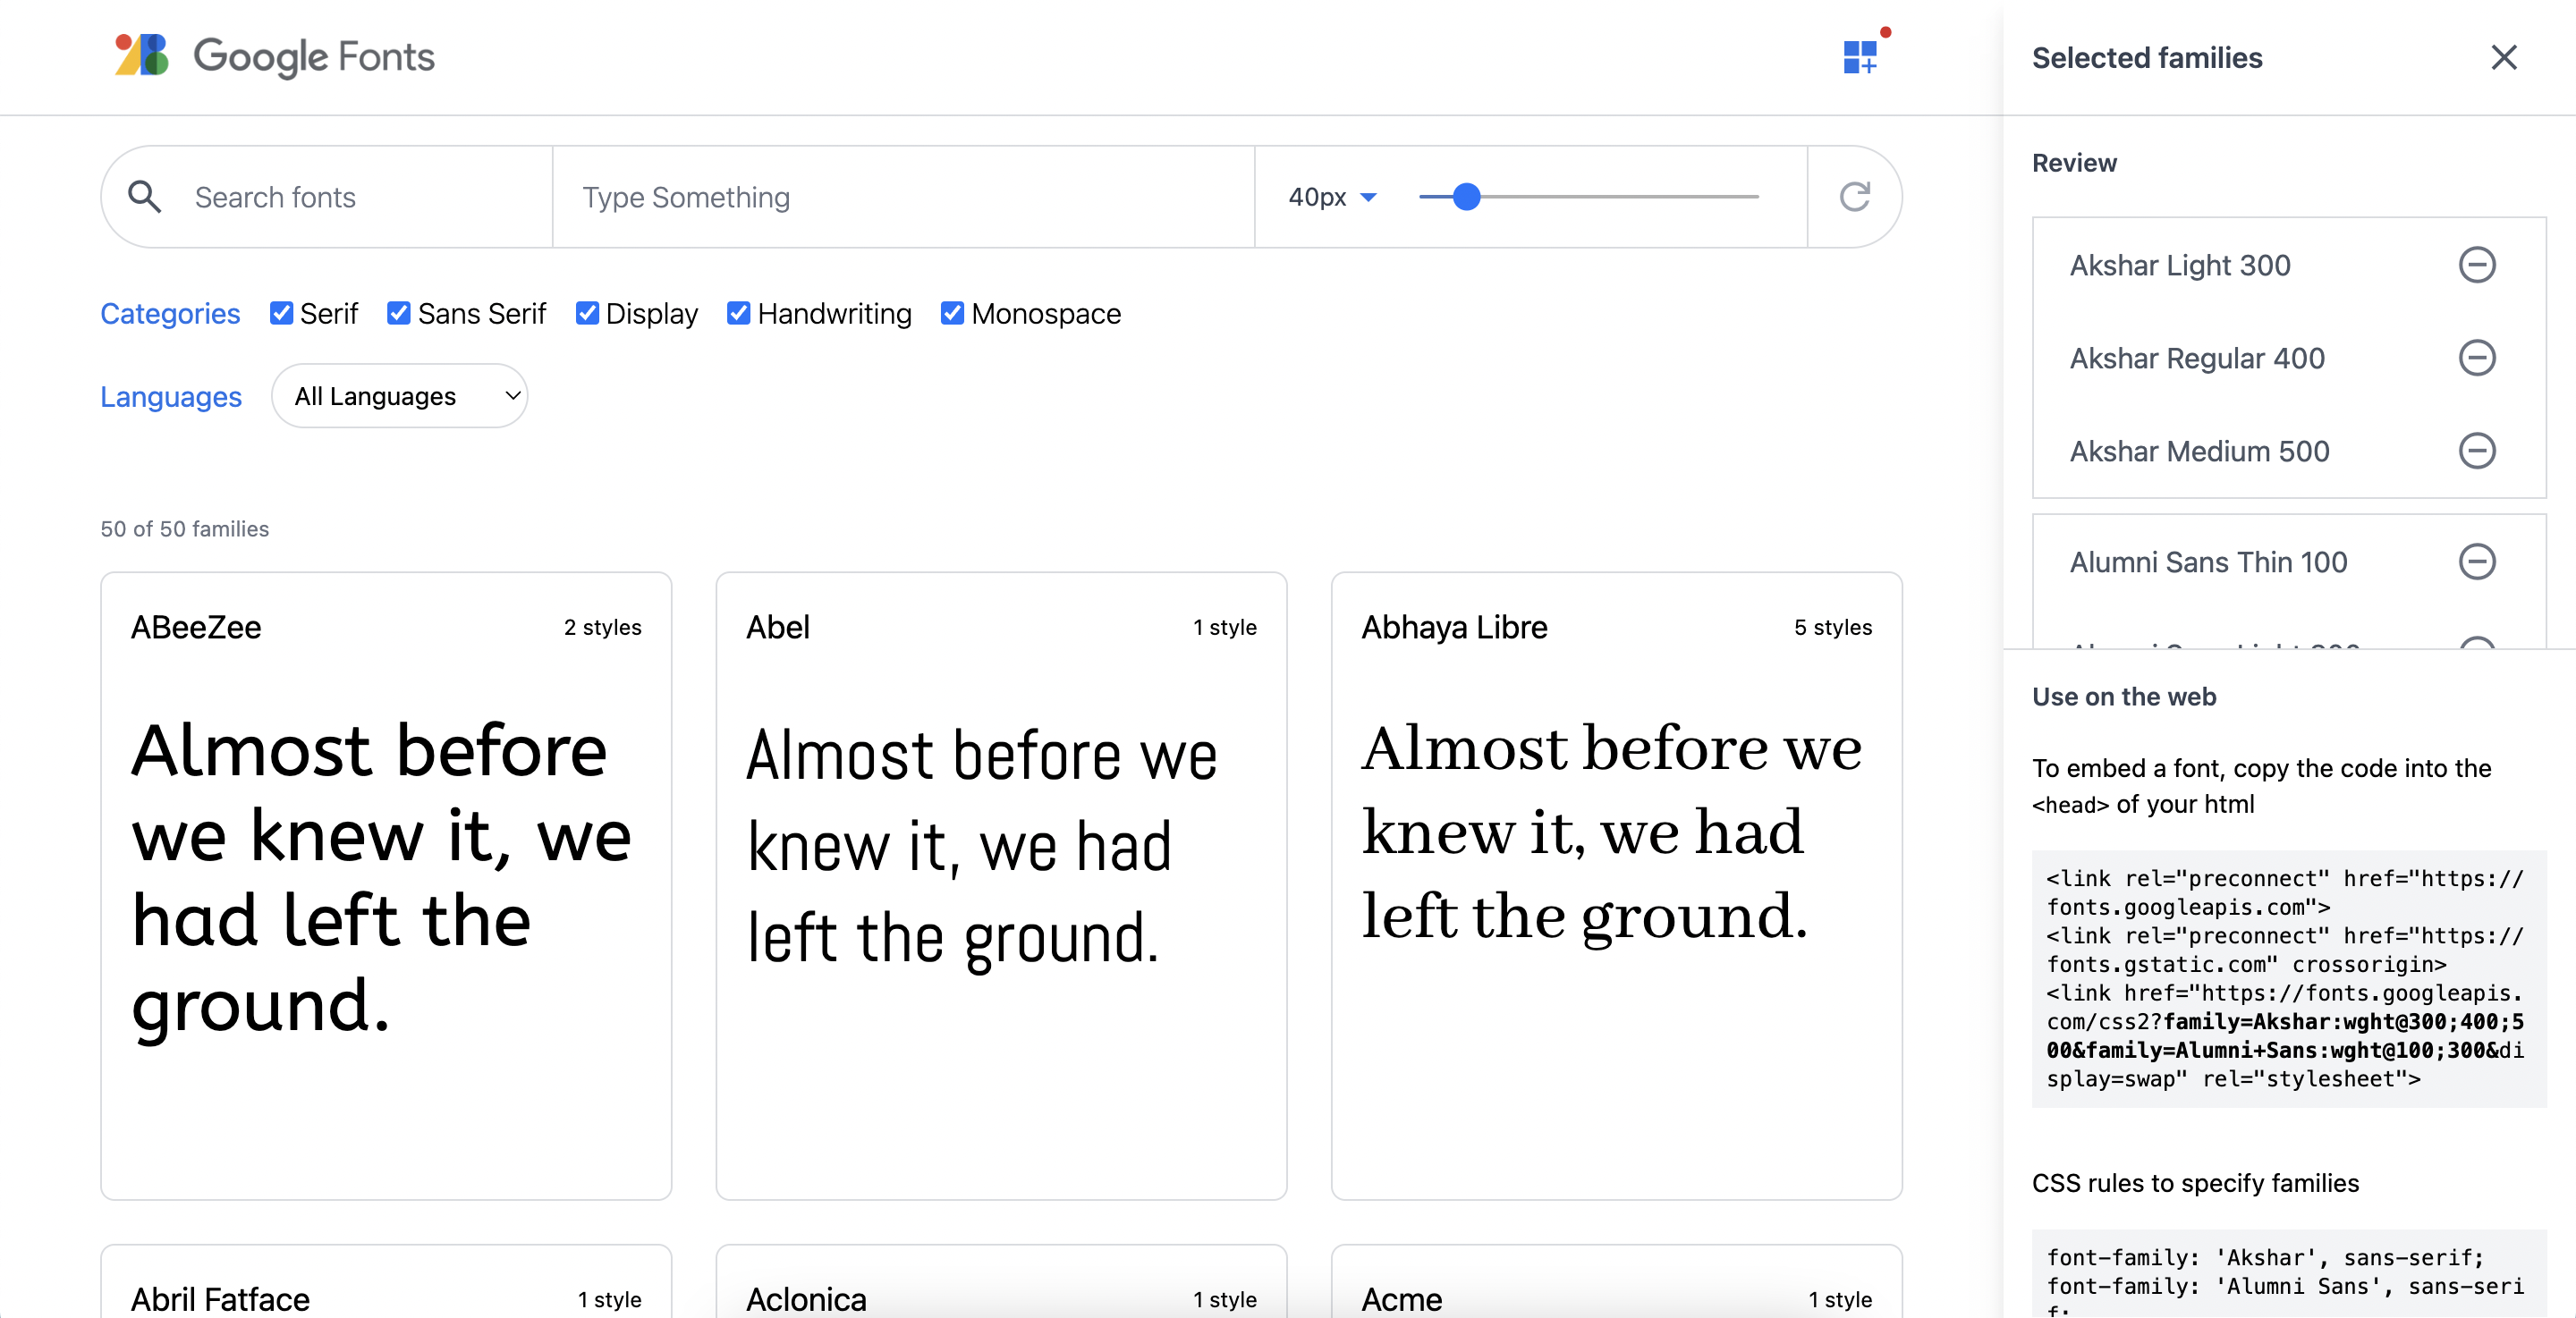 Google Fonts
Search fonts
Type Something
40px
Categories
Serif
Sans Serif
Display
Handwriting
Monospace
Languages
All Languages
50 of 50 families
ABeeZee
2 styles
Almost before
we knew it, we
had left the
ground.
Abel
1 style
Almost before we
knew it, we had
left the ground.
Abhaya Libre
5 styles
Almost before we
knew it, we had
left the ground.
Abril Fatface
1 style
Aclonica
1 style
Acme
1 style
Selected families
Review
Akshar Light 300
Akshar Regular 400
Akshar Medium 500
Alumni Sans Thin 100
Use on the web
To embed a font, copy the code into the
<head> of your html
<link rel="preconnect" href="https://
fonts.googleapis.com">
<link rel="preconnect" href="https://
fonts.gstatic.com" crossorigin>
<link href="https://fonts.googleapis.
com/css2?family=Akshar:wght@300;400;5
00&family=Alumni+Sans:wght@100;300&di
splay=swap" rel="stylesheet">
CSS rules to specify families
font-family: 'Akshar', sans-serif;
font-family: 'Alumni Sans', sans-seri
f;